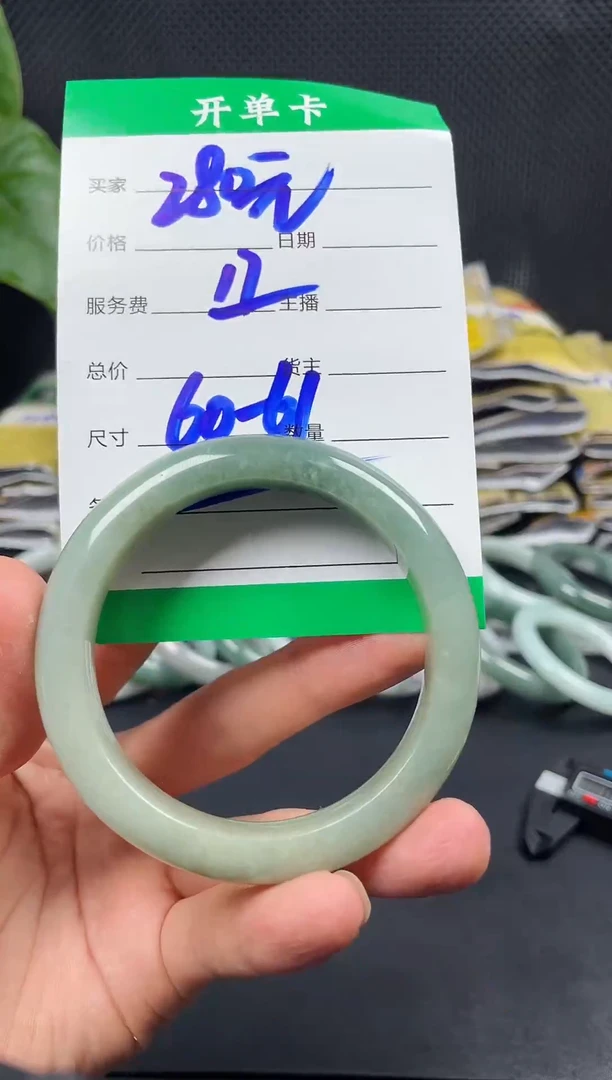 开单卡
买家 280元
价格 日期
服务费 正 主播
总价 货主
尺寸 60-61 数量